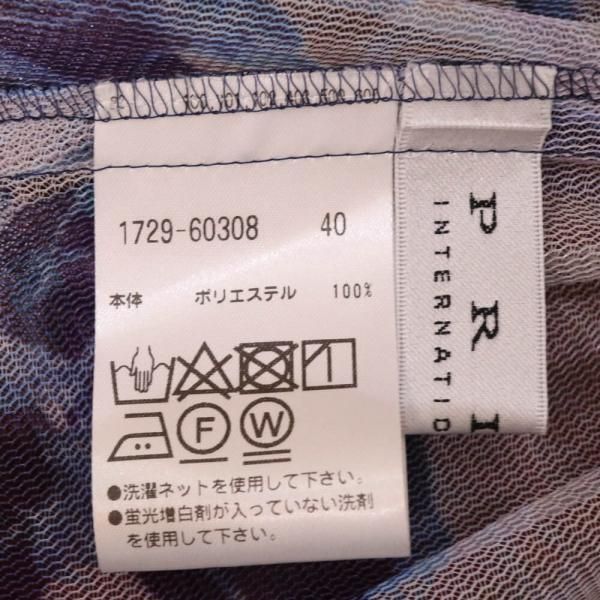 1729-60308 40
本体 ポリエステル 100%
F W
●洗濯ネットを使用して下さい。
●蛍光増白剤が入っていない洗剤
を使用して下さい。
PRI
INTERNATIO